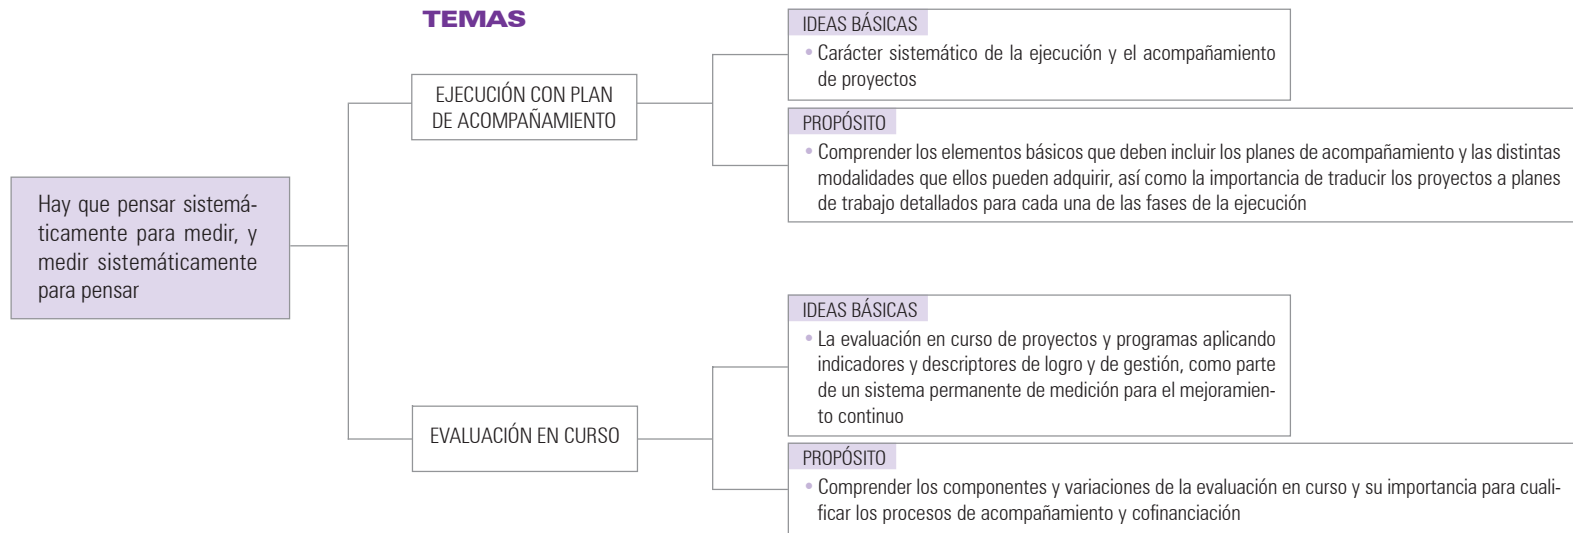 TEMAS
Hay que pensar sistemá-
ticamente para medir, y
medir sistemáticamente
para pensar
EJECUCIÓN CON PLAN
DE ACOMPAÑAMIENTO
IDEAS BÁSICAS
• Carácter sistemático de la ejecución y el acompañamiento
de proyectos
PROPÓSITO
• Comprender los elementos básicos que deben incluir los planes de acompañamiento y las distintas
modalidades que ellos pueden adquirir, así como la importancia de traducir los proyectos a planes
de trabajo detallados para cada una de las fases de la ejecución
EVALUACIÓN EN CURSO
IDEAS BÁSICAS
• La evaluación en curso de proyectos y programas aplicando
indicadores y descriptores de logro y de gestión, como parte
de un sistema permanente de medición para el mejoramien-
to continuo
PROPÓSITO
• Comprender los componentes y variaciones de la evaluación en curso y su importancia para cuali-
ficar los procesos de acompañamiento y cofinanciación